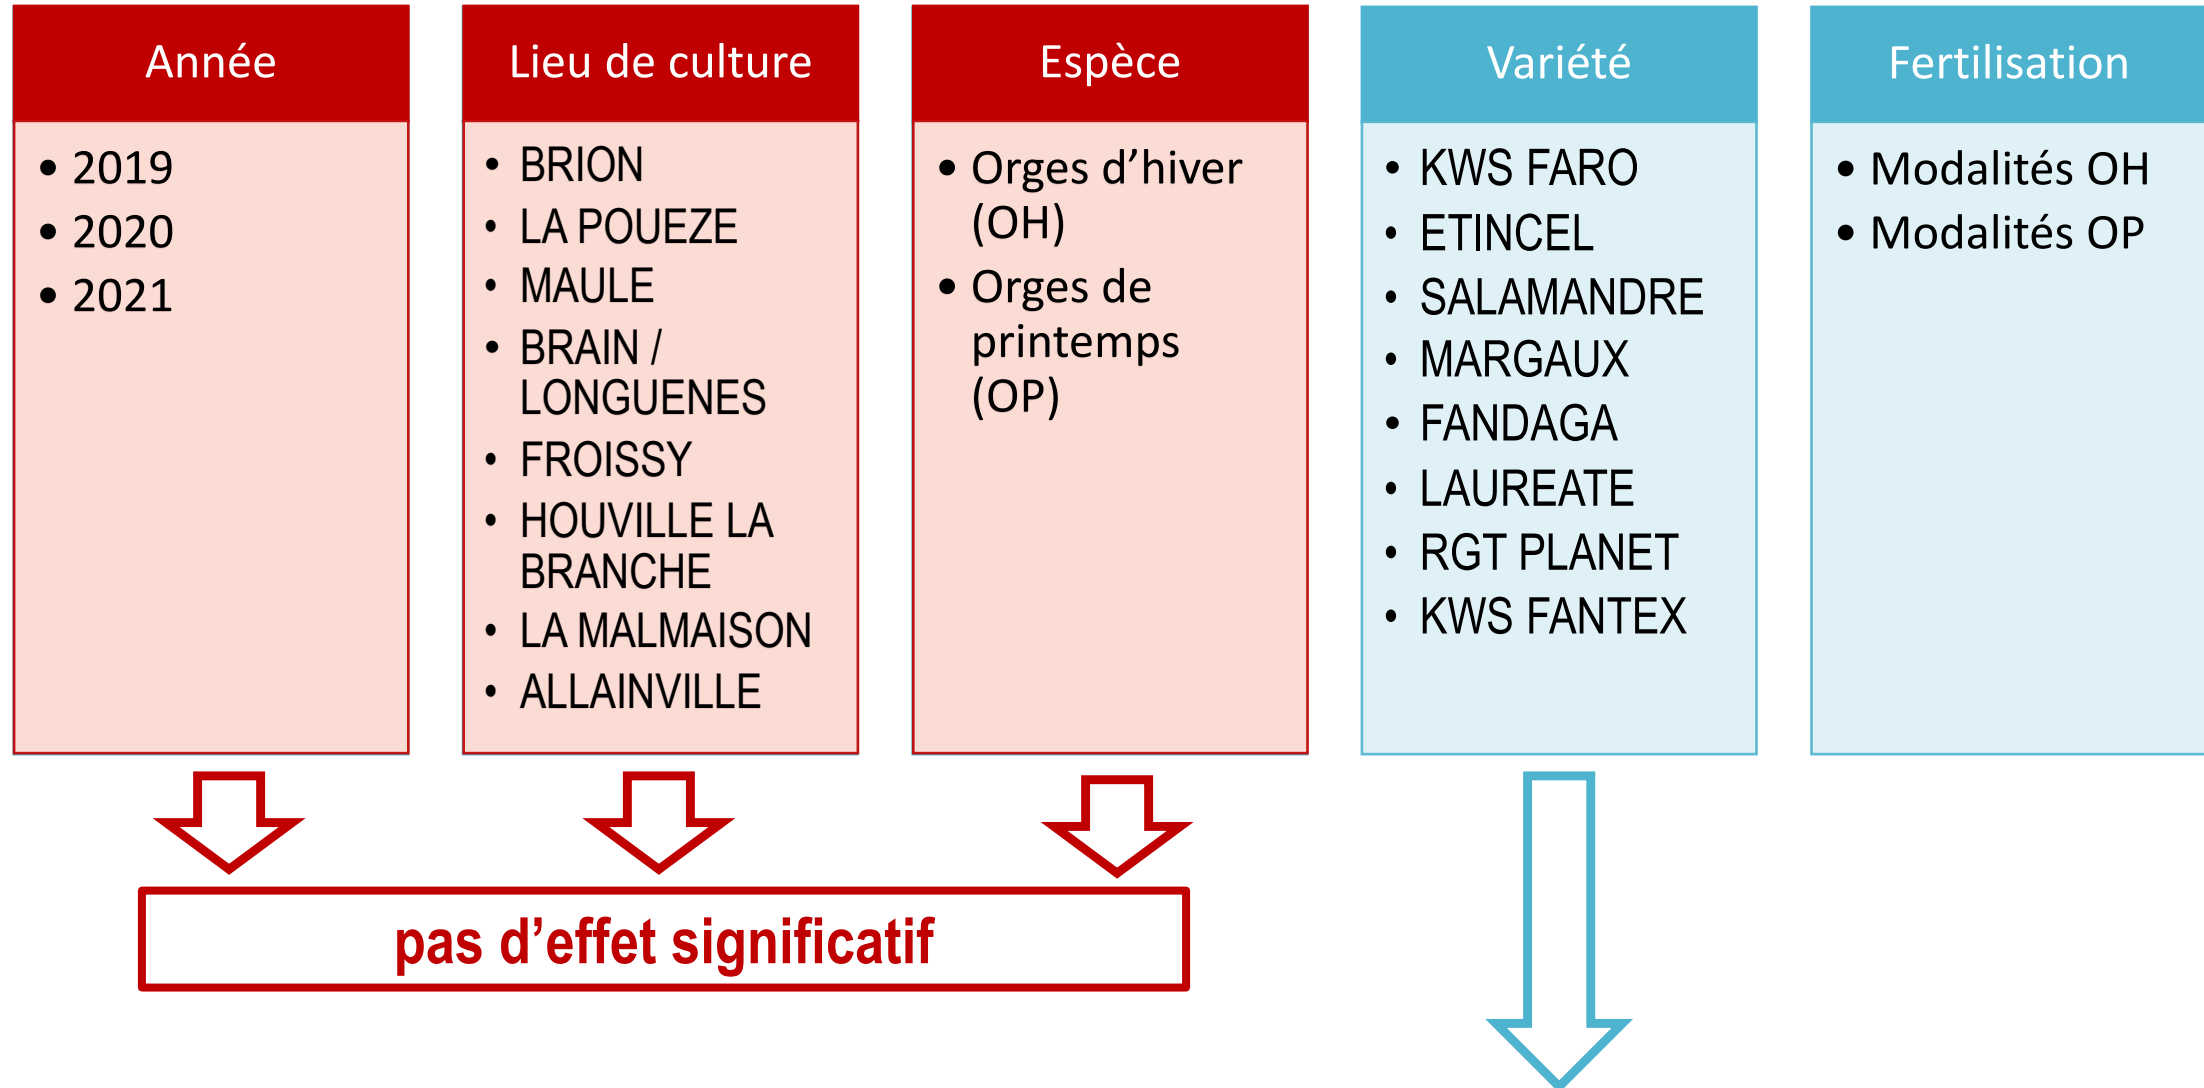 Année
• 2019
• 2020
• 2021
Lieu de culture
• BRION
• LA POUEZE
• MAULE
• BRAIN /
LONGUENES
• FROISSY
• HOUVILLE LA
BRANCHE
• LA MALMAISON
• ALLAINVILLE
Espèce
• Orges d’hiver
(OH)
• Orges de
printemps
(OP)
Variété
• KWS FARO
• ETINCEL
• SALAMANDRE
• MARGAUX
• FANDAGA
• LAUREATE
• RGT PLANET
• KWS FANTEX
Fertilisation
• Modalités OH
• Modalités OP
pas d’effet significatif